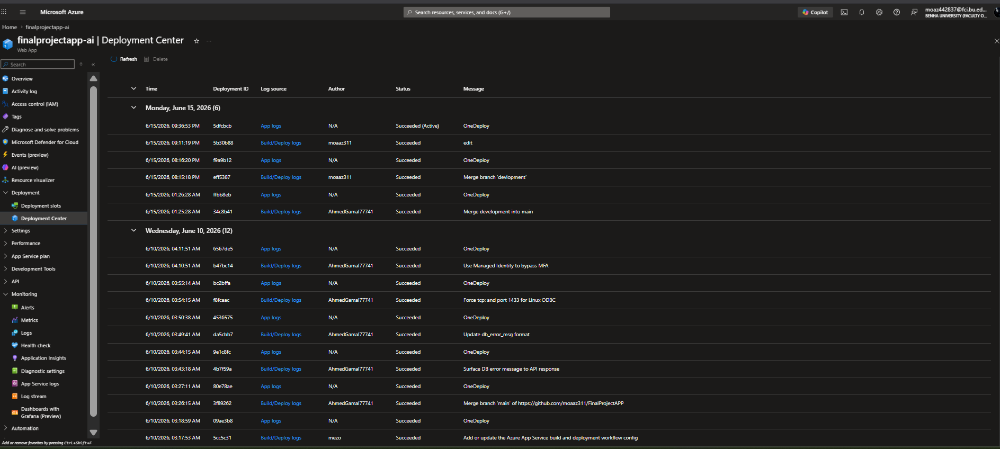 Microsoft Azure
Search resources, services, and docs (G+/)
Copilot
moaz442837@fci.bu.ed...
BENHA UNIVERSITY (FACULTY O...
Home > finalprojectapp-ai
finalprojectapp-ai | Deployment Center
Web App
Search
Refresh
Delete
Overview
Activity log
Access control (IAM)
Tags
Diagnose and solve problems
Microsoft Defender for Cloud
Events (preview)
AI (preview)
Resource visualizer
Deployment
Deployment slots
Deployment Center
Settings
Performance
App Service plan
Development Tools
API
Monitoring
Alerts
Metrics
Logs
Health check
Application Insights
Diagnostic settings
App Service logs
Log stream
Dashboards with
Grafana (Preview)
Automation
Add or remove favorites by pressing Ctrl+Shift+F
Time Deployment ID Log source Author Status Message
Monday, June 15, 2026 (6)
6/15/2026, 09:36:53 PM 5dfcbcb App logs N/A Succeeded (Active) OneDeploy
6/15/2026, 09:11:19 PM 5b30b88 Build/Deploy logs moaaz311 Succeeded edit
6/15/2026, 08:16:20 PM f9a9b12 App logs N/A Succeeded OneDeploy
6/15/2026, 08:15:18 PM eff5387 Build/Deploy logs moaaz311 Succeeded Merge branch 'devlopment'
6/15/2026, 01:26:28 AM ffbb8eb App logs N/A Succeeded OneDeploy
6/15/2026, 01:25:28 AM 34c8b41 Build/Deploy logs AhmedGamal77741 Succeeded Merge development into main
Wednesday, June 10, 2026 (12)
6/10/2026, 04:11:51 AM 6567de5 App logs N/A Succeeded OneDeploy
6/10/2026, 04:10:51 AM b47bc14 Build/Deploy logs AhmedGamal77741 Succeeded Use Managed Identity to bypass MFA
6/10/2026, 03:55:14 AM bc2bffa App logs N/A Succeeded OneDeploy
6/10/2026, 03:54:15 AM f8fcaac Build/Deploy logs AhmedGamal77741 Succeeded Force tcp: and port 1433 for Linux ODBC
6/10/2026, 03:50:38 AM 4536575 App logs N/A Succeeded OneDeploy
6/10/2026, 03:49:41 AM da5cbb7 Build/Deploy logs AhmedGamal77741 Succeeded Update db_error_msg format
6/10/2026, 03:44:15 AM 9e1c8fc App logs N/A Succeeded OneDeploy
6/10/2026, 03:43:18 AM 4b7f59a Build/Deploy logs AhmedGamal77741 Succeeded Surface DB error message to API response
6/10/2026, 03:27:11 AM 80e78ae App logs N/A Succeeded OneDeploy
6/10/2026, 03:26:15 AM 3f89262 Build/Deploy logs AhmedGamal77741 Succeeded Merge branch 'main' of https://github.com/moaaz311/FinalProjectAPP
6/10/2026, 03:18:59 AM 09ae3b8 App logs N/A Succeeded OneDeploy
6/10/2026, 03:17:53 AM 5cc5c31 Build/Deploy logs mezo Succeeded Add or update the Azure App Service build and deployment workflow config